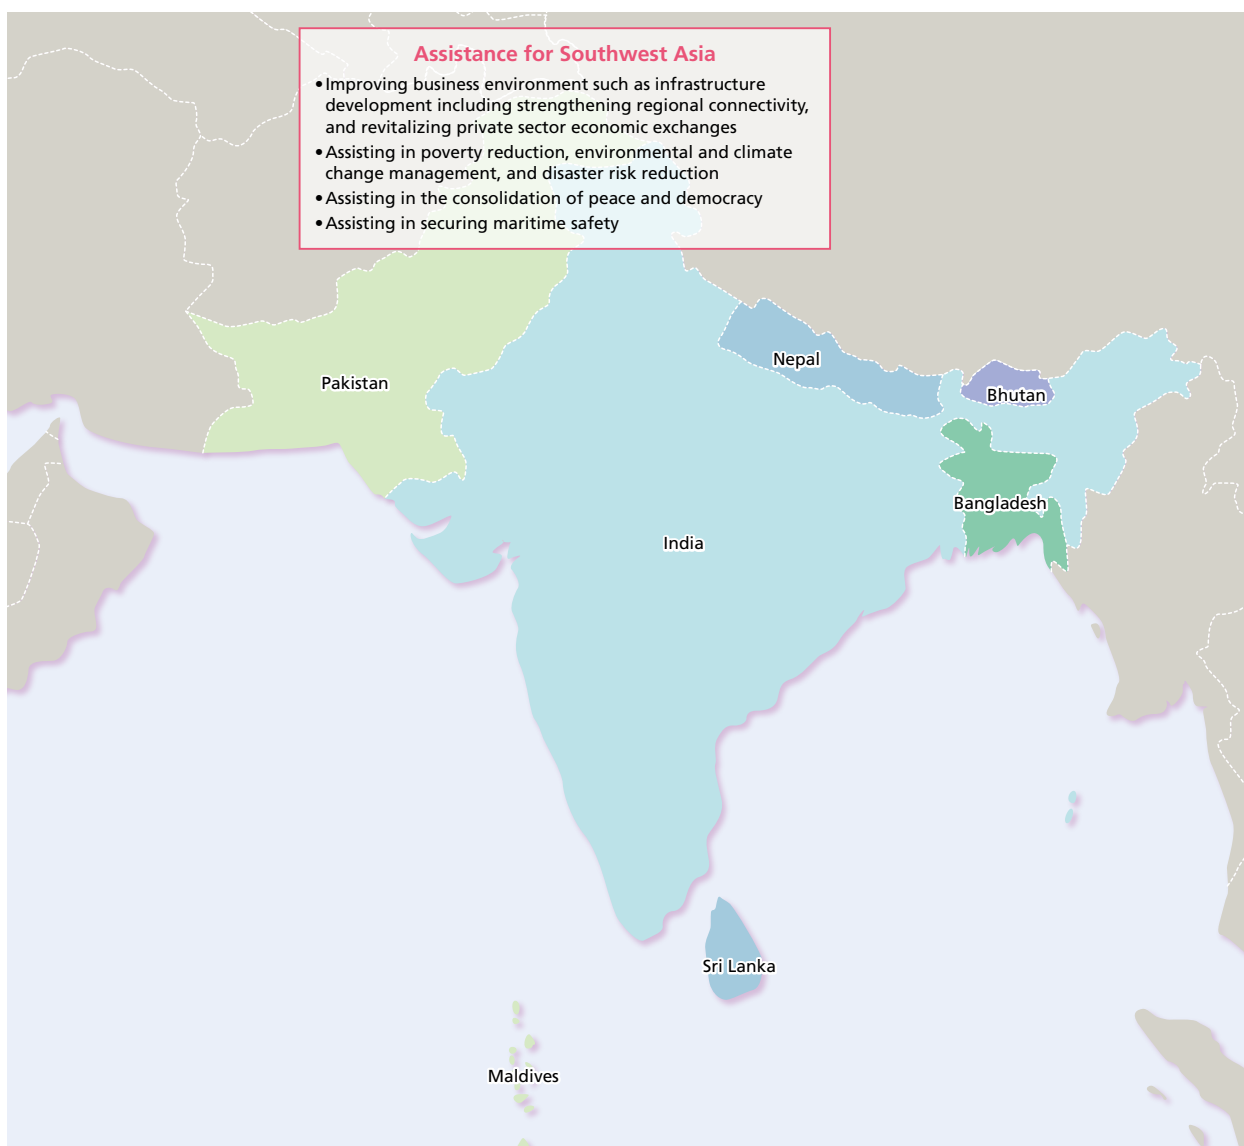 Assistance for Southwest Asia
•Improving business environment such as infrastructure
development including strengthening regional connectivity,
and revitalizing private sector economic exchanges
•Assisting in poverty reduction, environmental and climate
change management, and disaster risk reduction
•Assisting in the consolidation of peace and democracy
•Assisting in securing maritime safety
Nepal
Pakistan
Bhutan
Bangladesh
India
Sri Lanka
Maldives